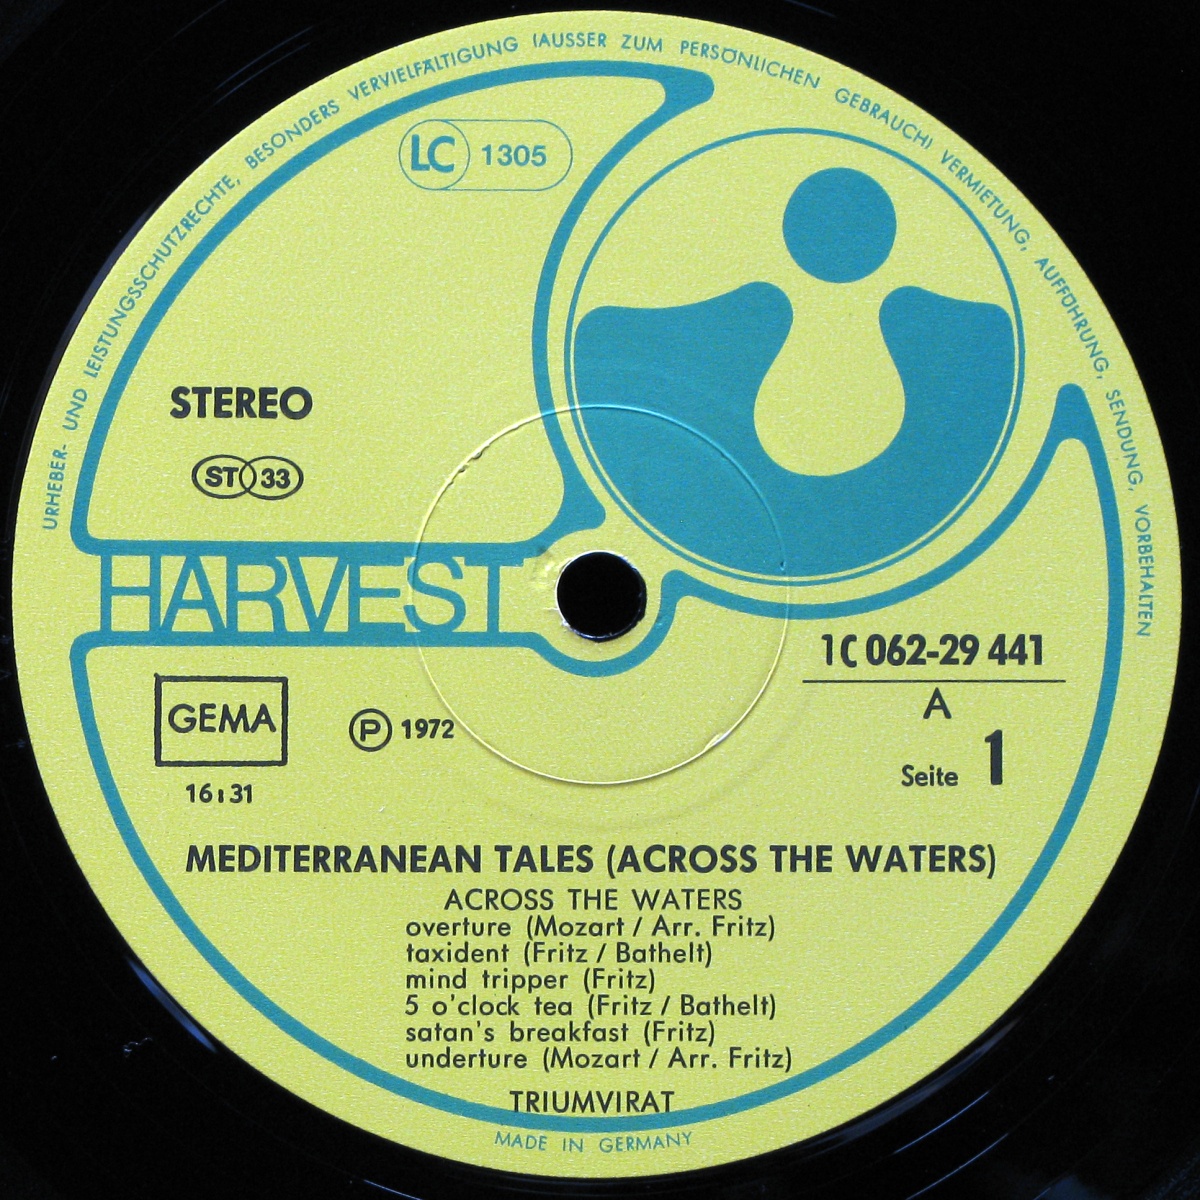 URHEBER- UND LEISTUNGSSCHUTZRECHTE, BESONDERS VERVIELFÄLTIGUNG (AUSSER ZUM PERSÖNLICHEN GEBRAUCH) VERMIETUNG, AUFFÜHRUNG, SENDUNG, VORBEHALTEN
LC 1305
STEREO
ST 33
HARVEST
1C 062-29 441
A
Seite 1
GEMA
℗ 1972
16:31
MEDITERRANEAN TALES (ACROSS THE WATERS)
ACROSS THE WATERS
overture (Mozart / Arr. Fritz)
taxident (Fritz / Bathelt)
mind tripper (Fritz)
5 o'clock tea (Fritz / Bathelt)
satan's breakfast (Fritz)
underture (Mozart / Arr. Fritz)
TRIUMVIRAT
MADE IN GERMANY